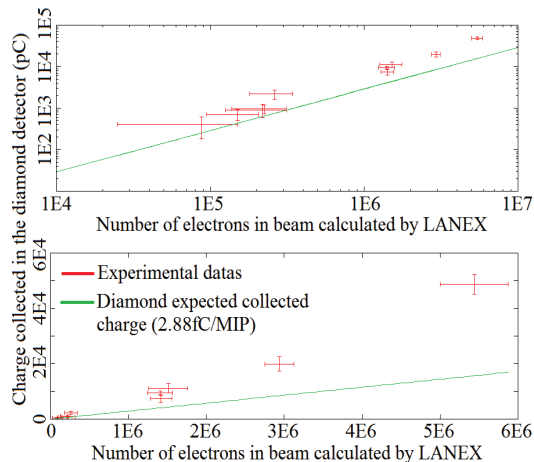 Charge collected in the diamond detector (pC)
1E5
1E4
1E3
1E2
1E4 1E5 1E6 1E7
Number of electrons in beam calculated by LANEX
6E4
4E4
2E4
0
Experimental datas
Diamond expected collected
charge (2.88fC/MIP)
0 1E6 2E6 3E6 4E6 5E6 6E6
Number of electrons in beam calculated by LANEX